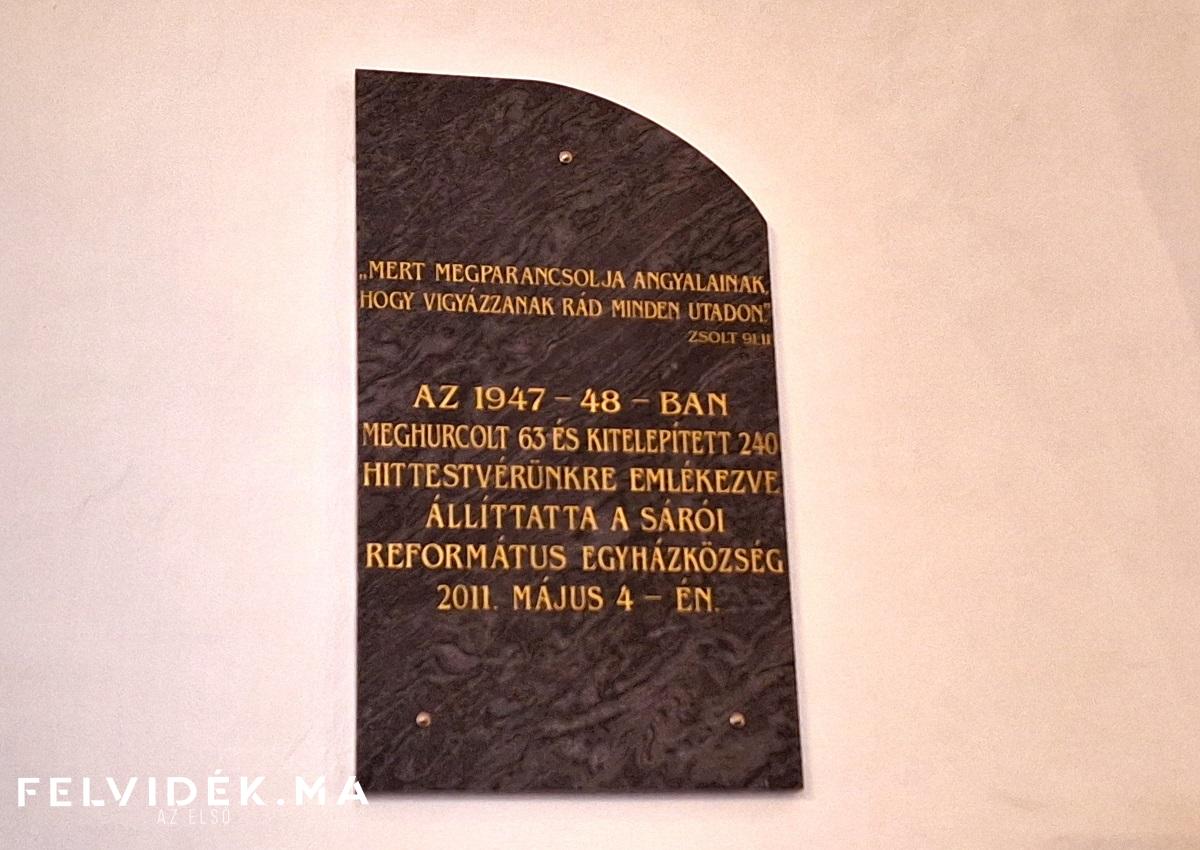 „MERT MEGPARANCSOLJA ANGYALAINAK,
HOGY VIGYÁZZANAK RÁD MINDEN UTADON."
ZSOLT 91.11
AZ 1947 – 48 – BAN
MEGHURCOLT 63 ÉS KITELEPÍTETT 240
HITTESTVÉRÜNKRE EMLÉKEZVE
ÁLLÍTTATTA A SÁRÓI
REFORMÁTUS EGYHÁZKÖZSÉG
2011. MÁJUS 4 – ÉN.
FELVIDÉK.MA
AZ ELSŐ